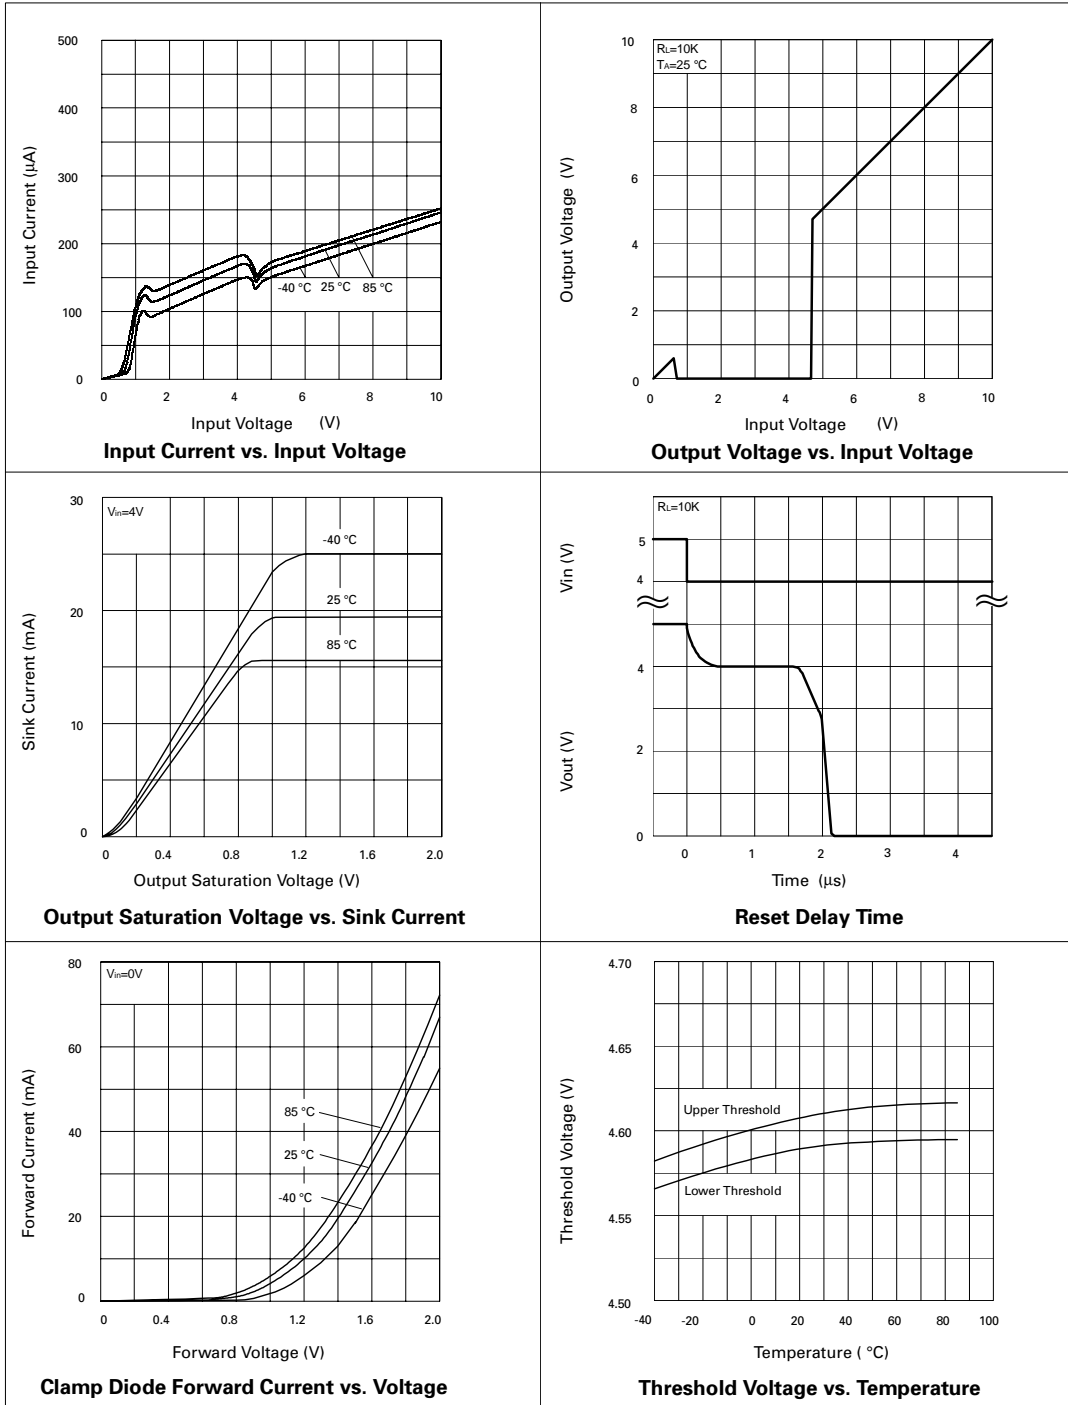 500
400
300
200
100
0
Input Current (µA)
-40 °C 25 °C 85 °C
0 2 4 6 8 10
Input Voltage (V)
Input Current vs. Input Voltage
RL=10K
TA=25 °C
10
8
6
4
2
0
Output Voltage (V)
0 2 4 6 8 10
Input Voltage (V)
Output Voltage vs. Input Voltage
30
20
10
0
Vin=4V
Sink Current (mA)
-40 °C
25 °C
85 °C
0 0.4 0.8 1.2 1.6 2.0
Output Saturation Voltage (V)
Output Saturation Voltage vs. Sink Current
RL=10K
Vin (V)
5
4
Vout (V)
4
2
0
0 1 2 3 4
Time (µs)
Reset Delay Time
80
60
40
20
0
Vin=0V
Forward Current (mA)
85 °C
25 °C
-40 °C
0 0.4 0.8 1.2 1.6 2.0
Forward Voltage (V)
Clamp Diode Forward Current vs. Voltage
4.70
4.65
4.60
4.55
4.50
Threshold Voltage (V)
Upper Threshold
Lower Threshold
-40 -20 0 20 40 60 80 100
Temperature ( °C)
Threshold Voltage vs. Temperature